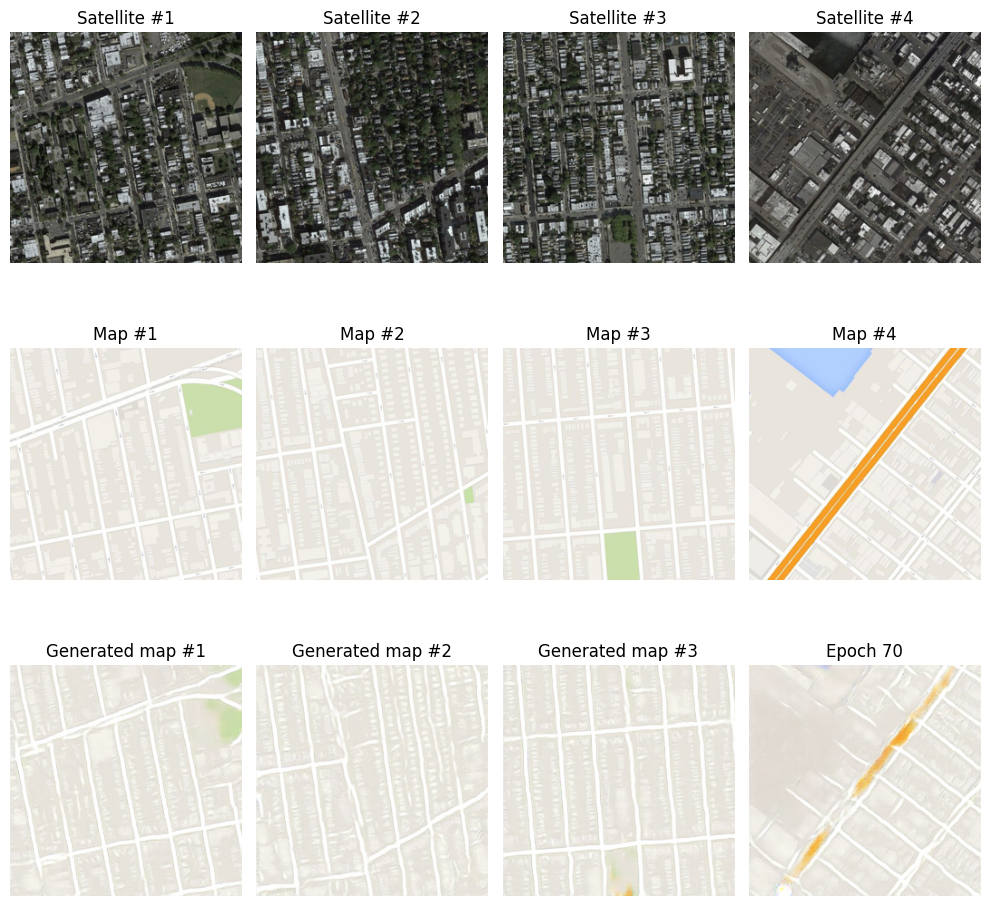 Satellite #1
Satellite #2
Satellite #3
Satellite #4
Map #1
Map #2
Map #3
Map #4
Generated map #1
Generated map #2
Generated map #3
Epoch 70